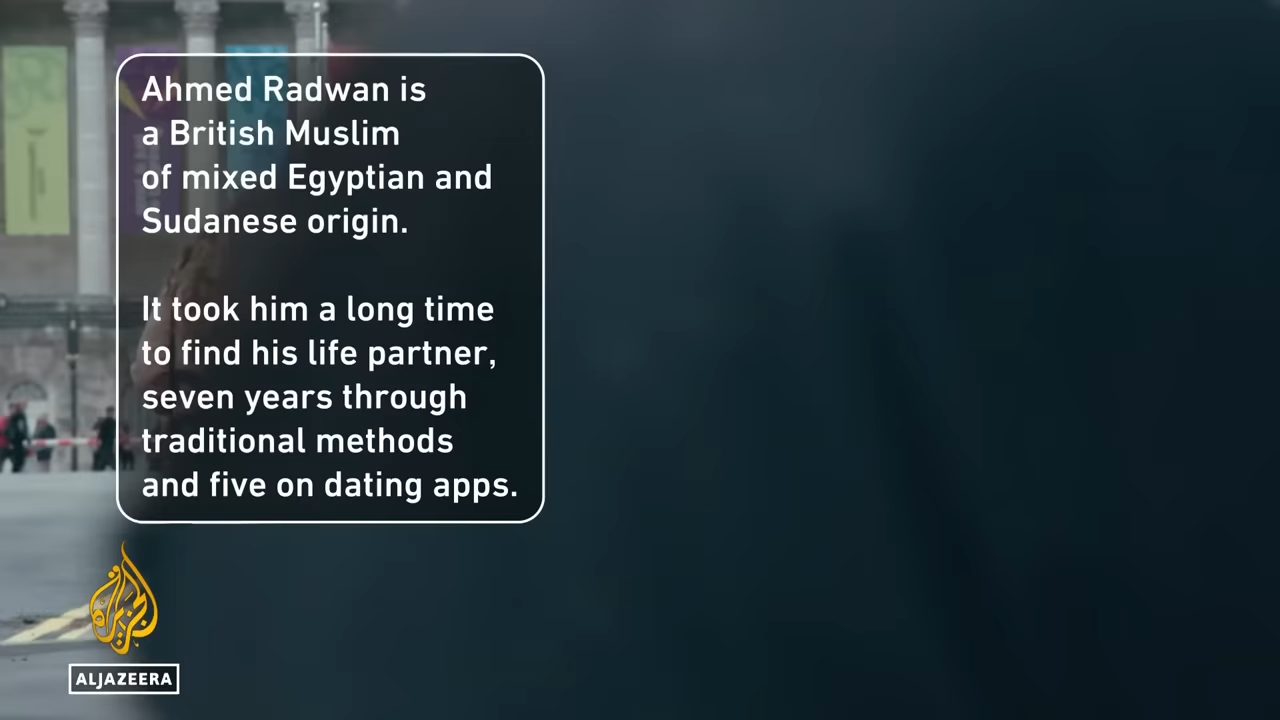 Ahmed Radwan is
a British Muslim
of mixed Egyptian and
Sudanese origin.
It took him a long time
to find his life partner,
seven years through
traditional methods
and five on dating apps.
ALJAZEERA